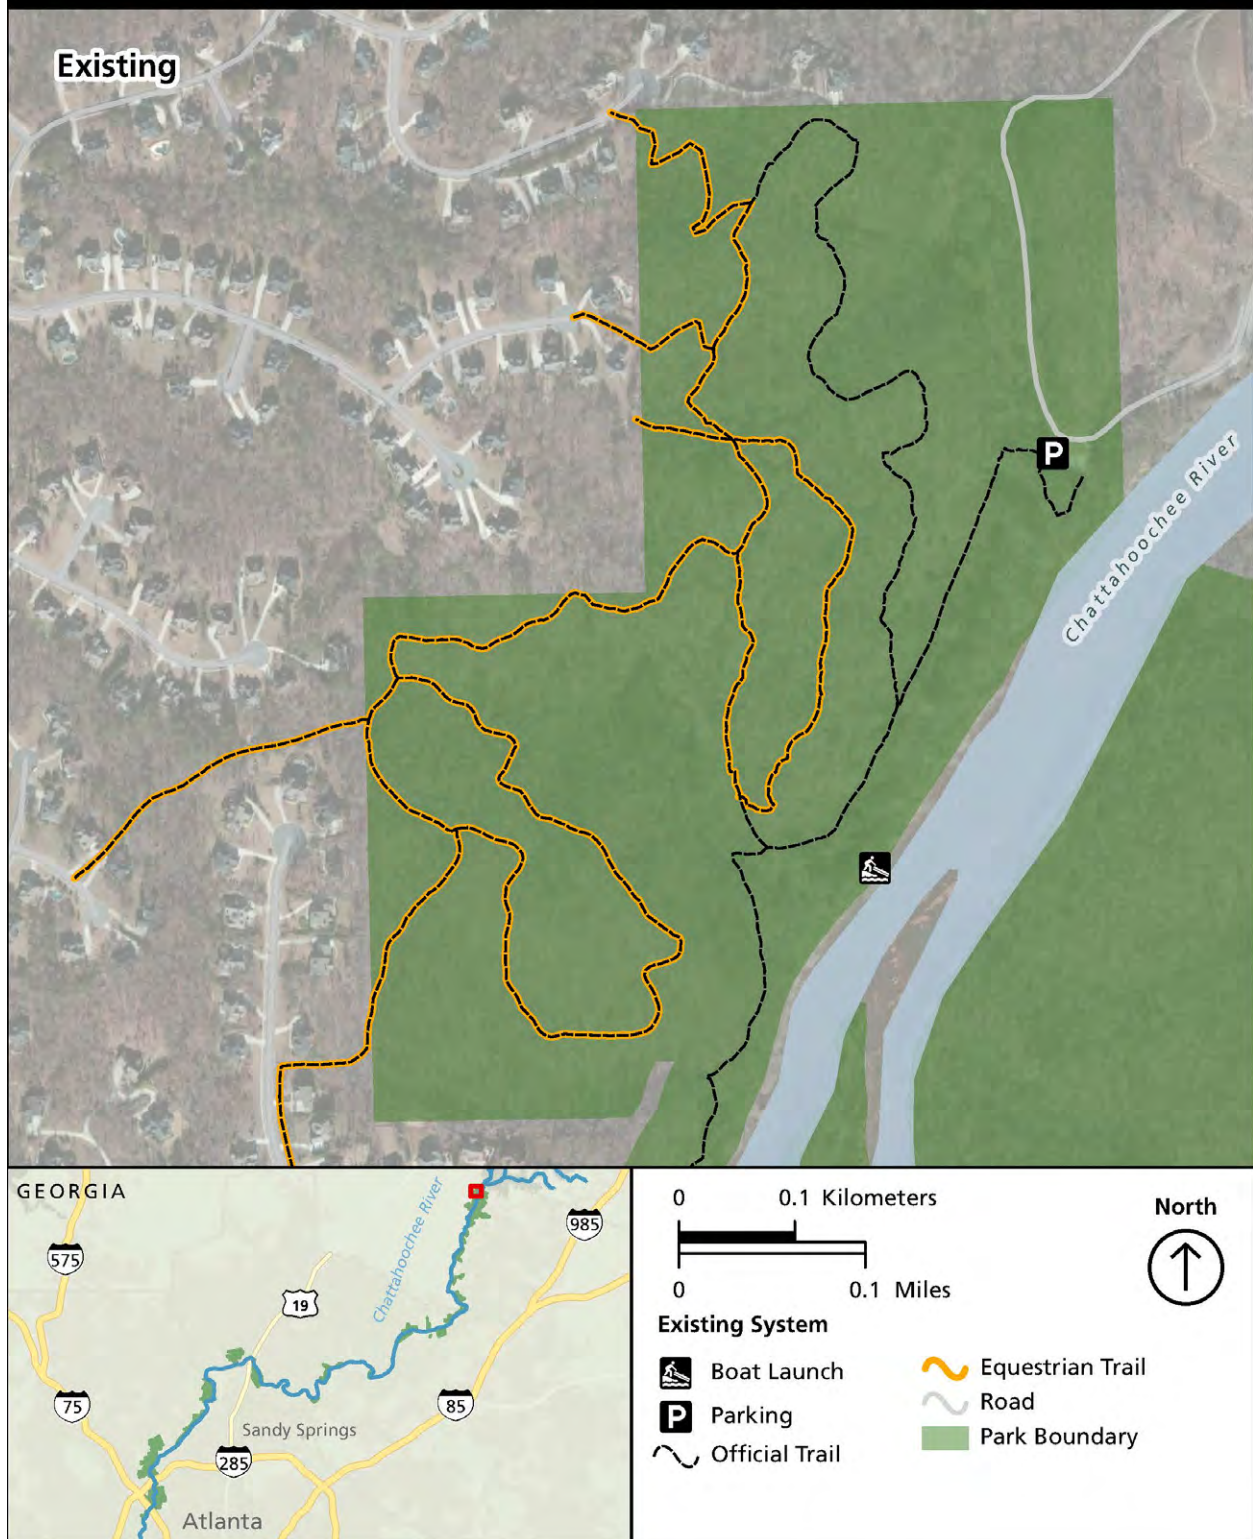 Existing
P
Chattahoochee River
GEORGIA
575
Chattahoochee River
985
19
75
85
Sandy Springs
285
Atlanta
0 0.1 Kilometers
0 0.1 Miles
North
Existing System
Boat Launch
P Parking
Official Trail
Equestrian Trail
Road
Park Boundary